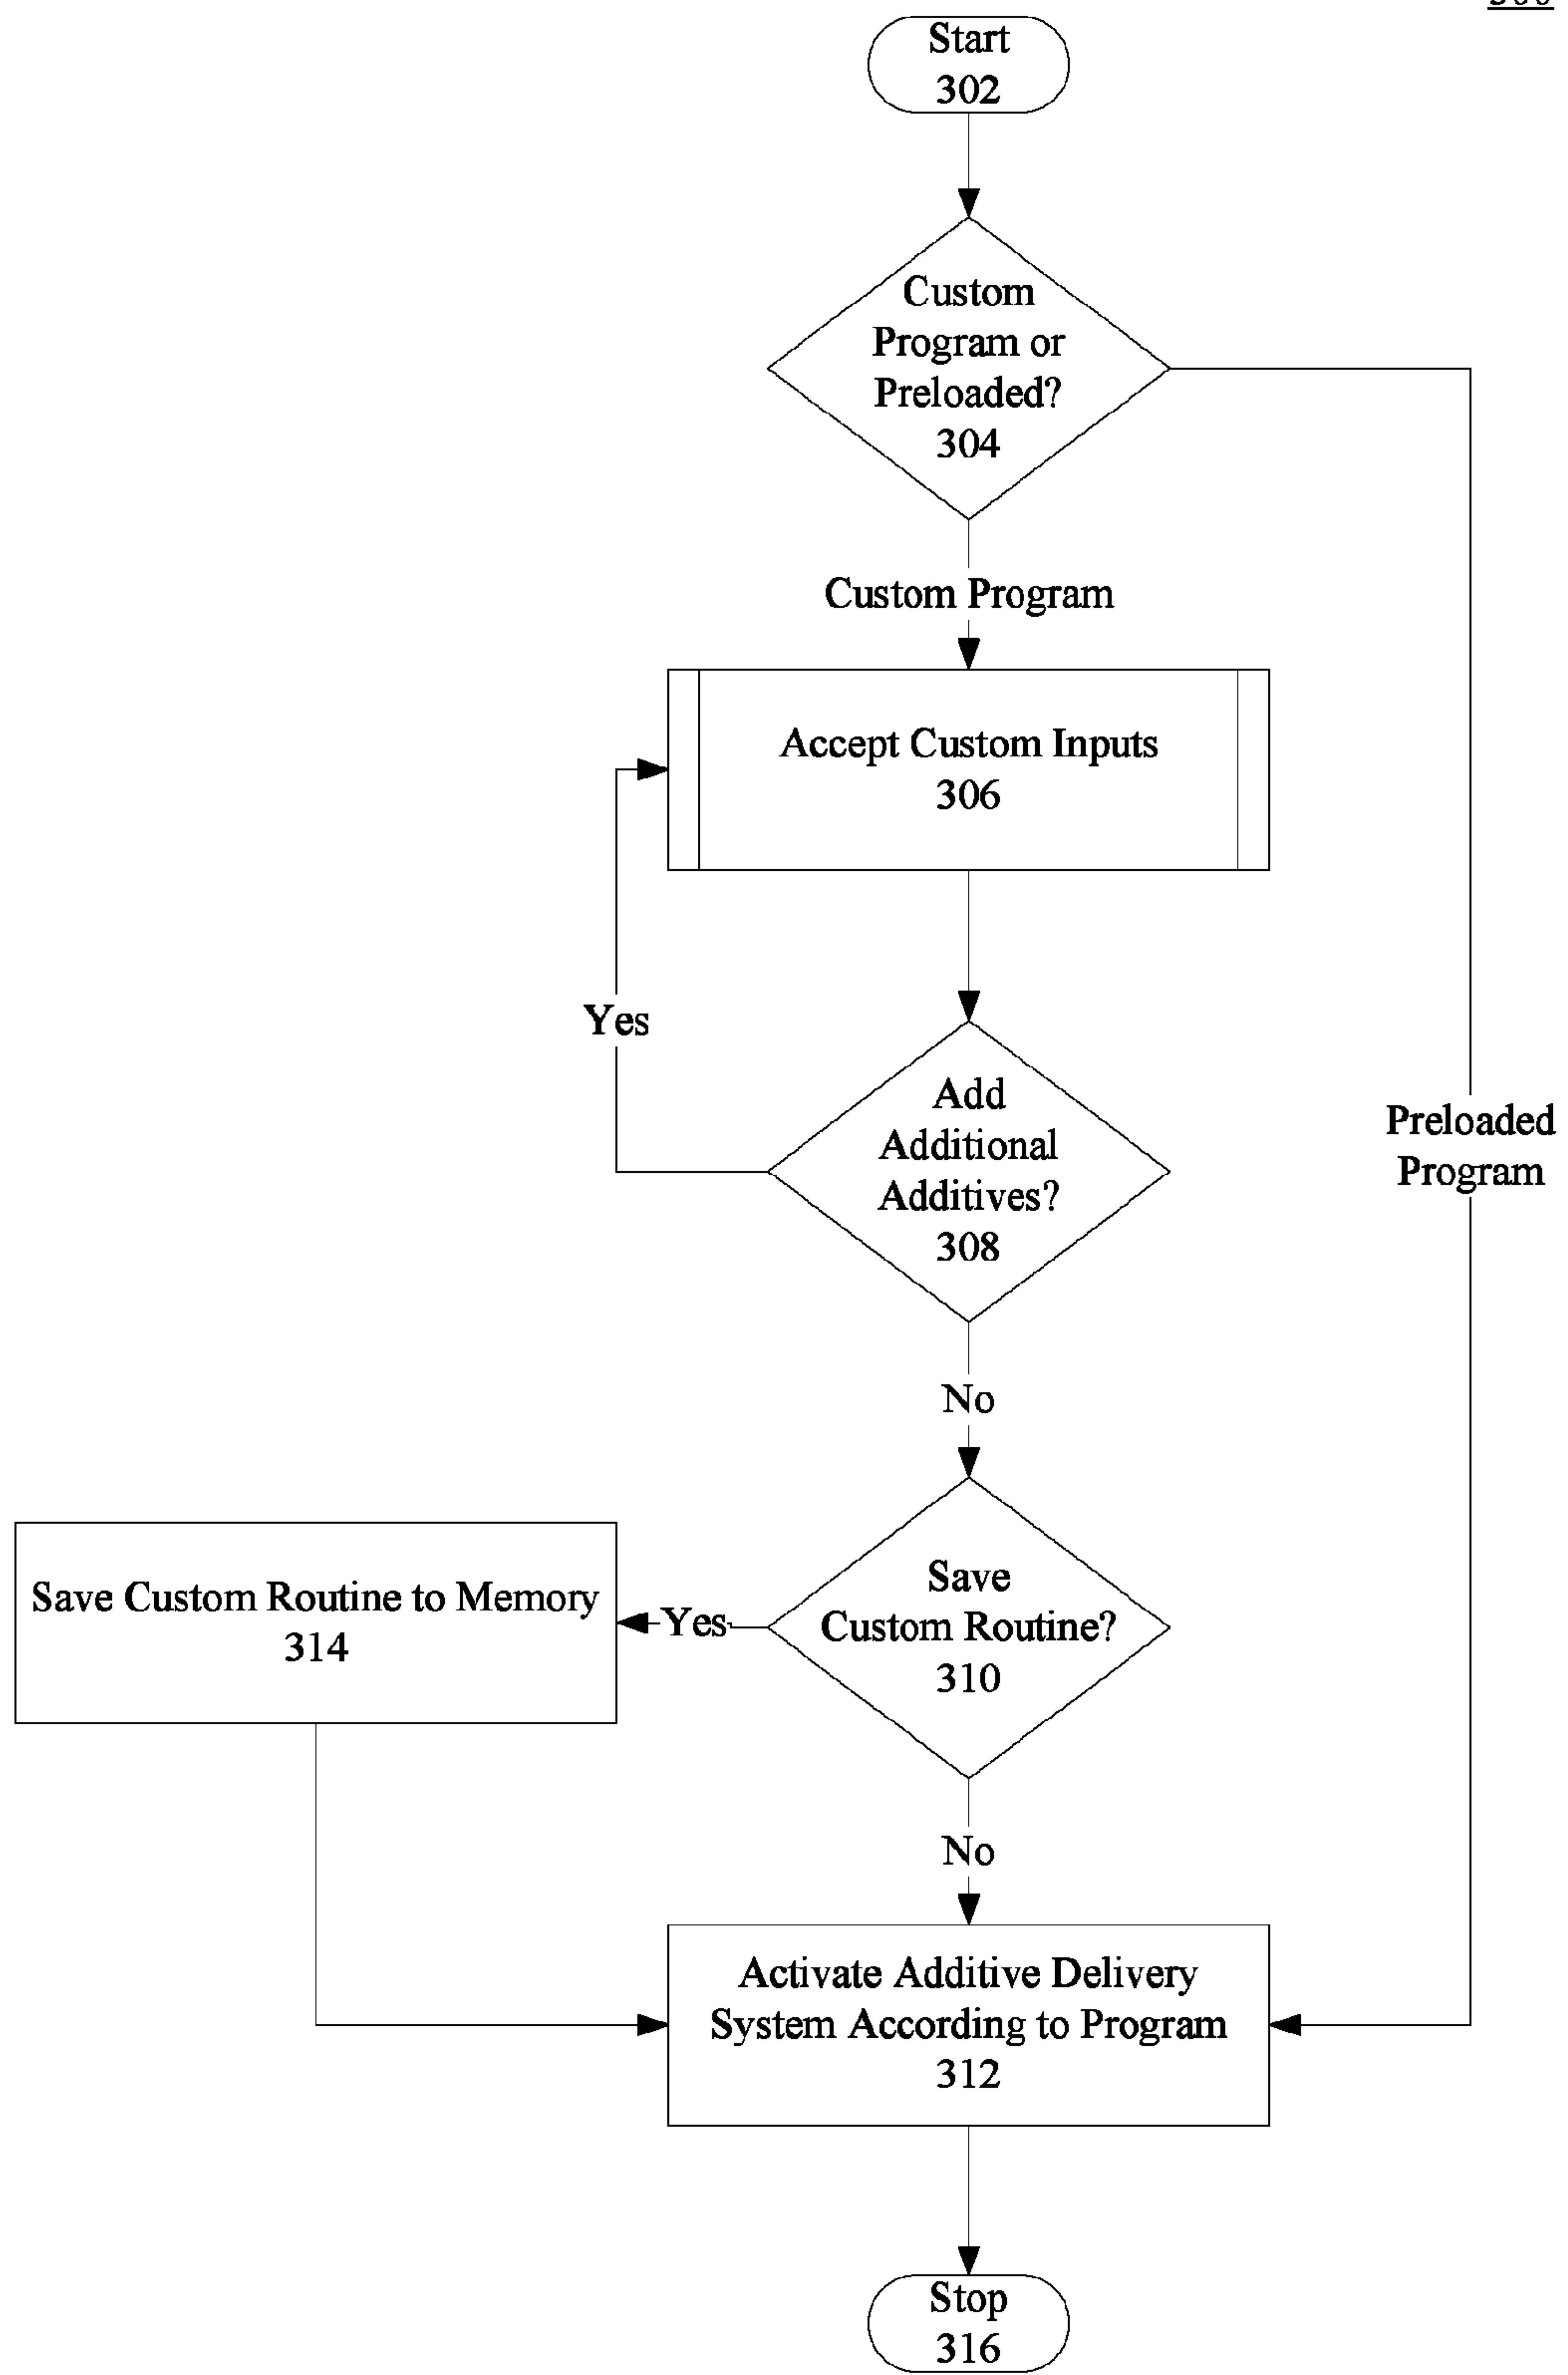 Start
302
Custom
Program or
Preloaded?
304
Custom Program
Accept Custom Inputs
306
Yes
Add
Additional
Additives?
308
Preloaded
Program
No
Save Custom Routine to Memory
314
Yes
Save
Custom Routine?
310
No
Activate Additive Delivery
System According to Program
312
Stop
316